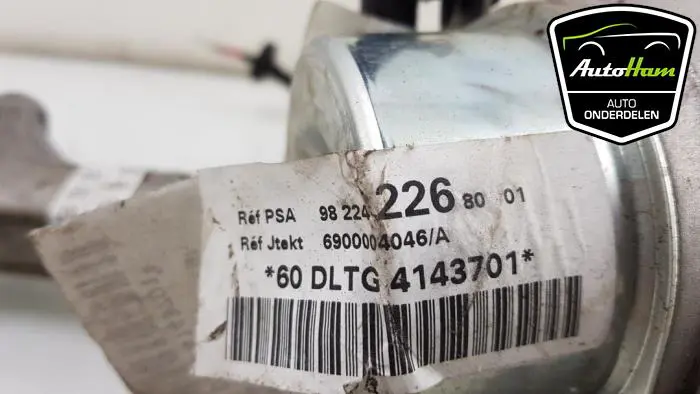 AutoHam
AUTO
ONDERDELEN
Réf PSA 98 224 226 80 01
Réf Jtekt 6900004046/A
*60 DLTG 4143701*